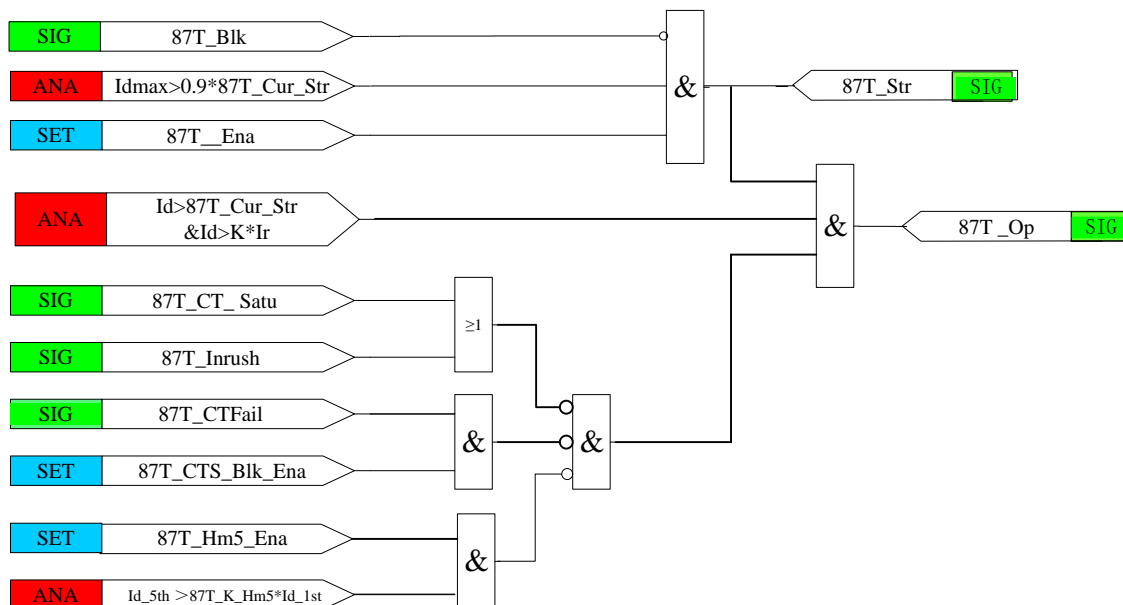 SIG 87T_Blk
ANA Idmax>0.9*87T_Cur_Str
& 87T_Str SIG
SET 87T__Ena
ANA Id>87T_Cur_Str
&Id>K*Ir
& 87T _Op SIG
SIG 87T_CT_ Satu
≥1
SIG 87T_Inrush
SIG 87T_CTFail
& &
SET 87T_CTS_Blk_Ena
SET 87T_Hm5_Ena
&
ANA Id_5th >87T_K_Hm5*Id_1st